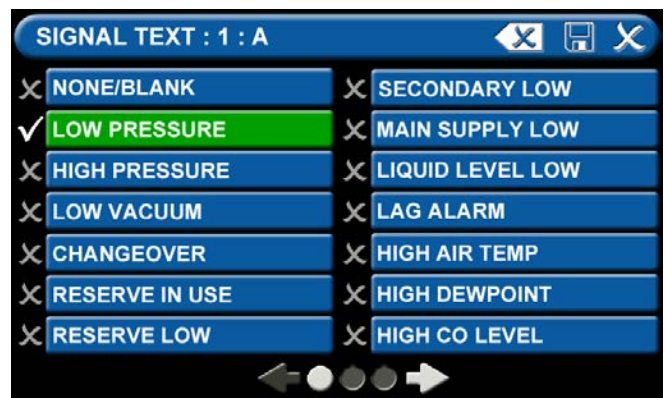 SIGNAL TEXT : 1 : A
NONE/BLANK
LOW PRESSURE
HIGH PRESSURE
LOW VACUUM
CHANGEOVER
RESERVE IN USE
RESERVE LOW
SECONDARY LOW
MAIN SUPPLY LOW
LIQUID LEVEL LOW
LAG ALARM
HIGH AIR TEMP
HIGH DEWPOINT
HIGH CO LEVEL